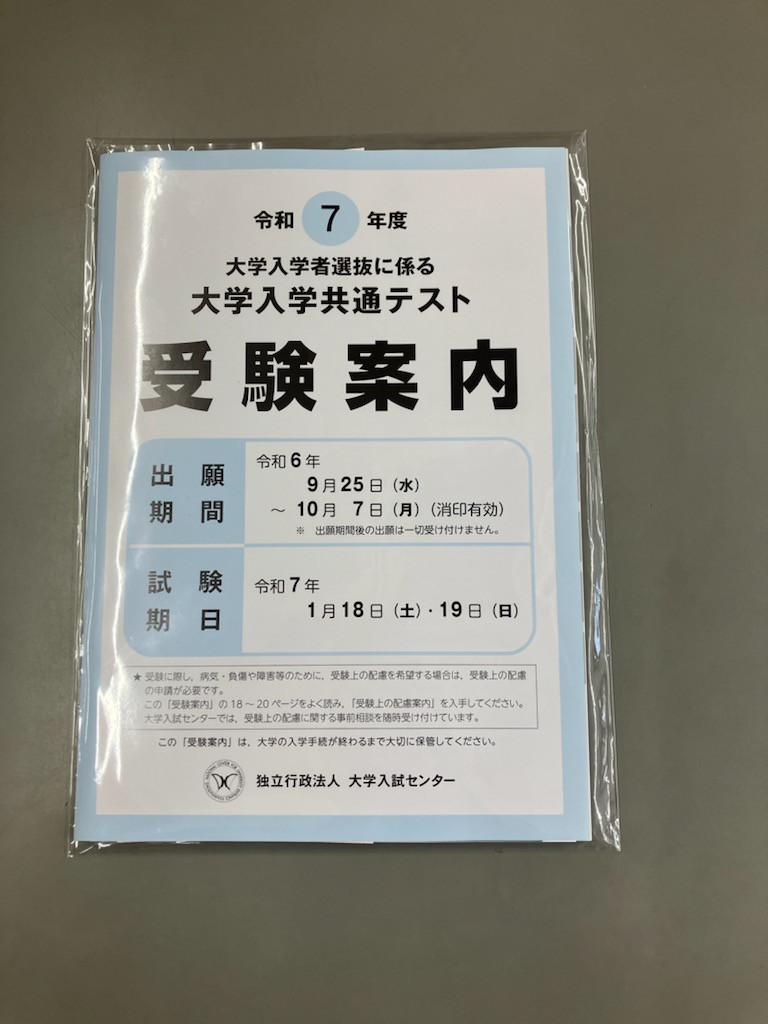 令和 7 年度
大学入学者選抜に係る
大学入学共通テスト
受験案内
出願期間
令和6年
9月25日(水)
～ 10月 7日(月)(消印有効)
※ 出願期間後の出願は一切受け付けません。
試験期日
令和7年
1月18日(土)・19日(日)
★受験に際し、病気・負傷や障害等のために、受験上の配慮を希望する場合は、受験上の配慮
の申請が必要です。
この「受験案内」の18～20ページをよく読み、「受験上の配慮案内」を入手してください。
大学入試センターでは、受験上の配慮に関する事前相談を随時受け付けています。
この「受験案内」は、大学の入学手続が終わるまで大切に保管してください。
独立行政法人 大学入試センター